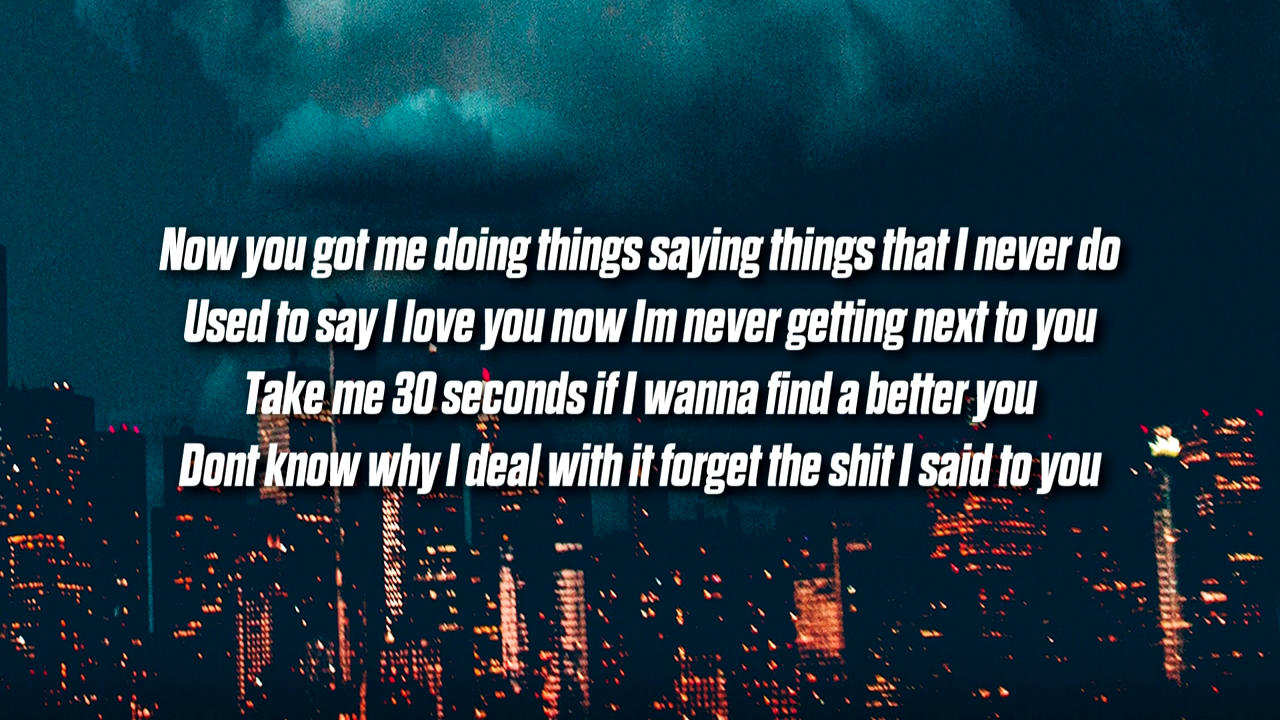 Now you got me doing things saying things that I never do
Used to say I love you now Im never getting next to you
Take me 30 seconds if I wanna find a better you
Dont know why I deal with it forget the shit I said to you